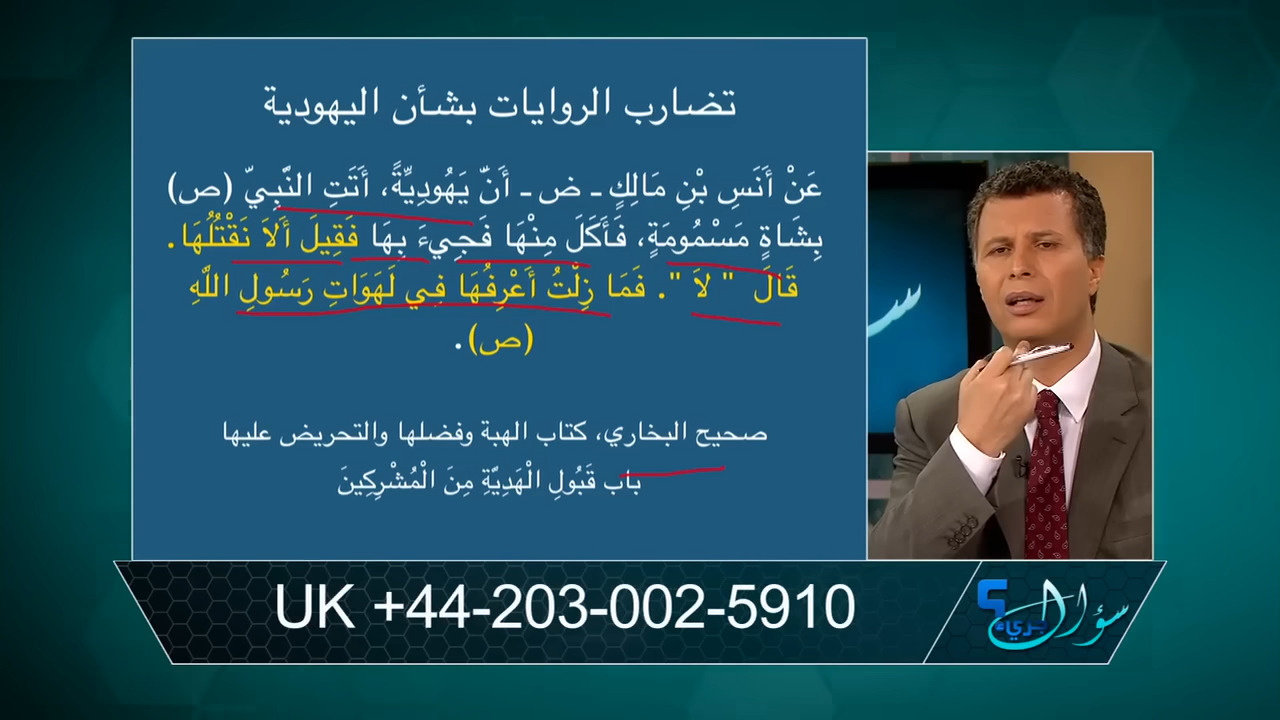 تضارب الروايات بشأن اليهودية
عَنْ أَنَسِ بْنِ مَالِكٍ ـ ض ـ أَنَّ يَهُودِيَّةً، أَتَتِ النَّبِيَّ (ص)
بِشَاةٍ مَسْمُومَةٍ، فَأَكَلَ مِنْهَا فَجِيءَ بِهَا فَقِيلَ أَلاَ نَقْتُلُهَا.
قَالَ " لاَ ". فَمَا زِلْتُ أَعْرِفُهَا فِي لَهَوَاتِ رَسُولِ اللَّهِ
(ص).
صحيح البخاري، كتاب الهبة وفضلها والتحريض عليها
باب قَبُولِ الْهَدِيَّةِ مِنَ الْمُشْرِكِينَ
UK +44-203-002-5910
سؤال جريء